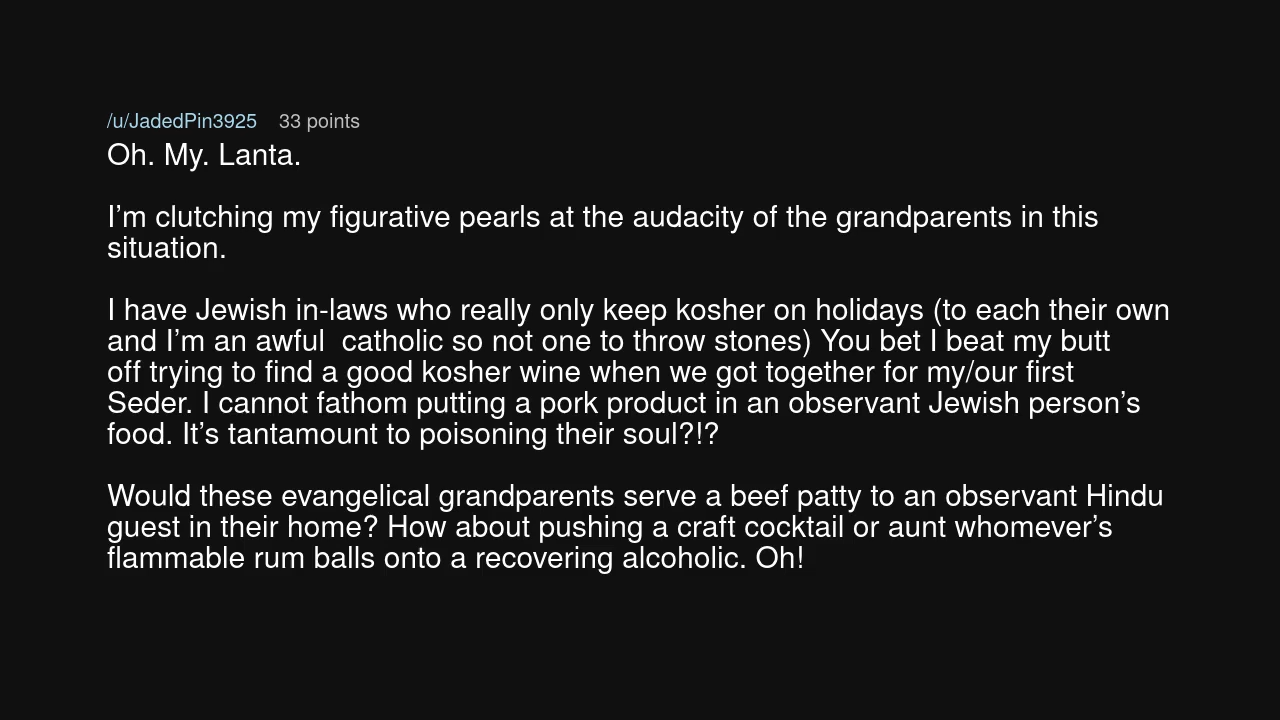 /u/JadedPin3925 33 points
Oh. My. Lanta.
I’m clutching my figurative pearls at the audacity of the grandparents in this
situation.
I have Jewish in-laws who really only keep kosher on holidays (to each their own
and I’m an awful  catholic so not one to throw stones) You bet I beat my butt
off trying to find a good kosher wine when we got together for my/our first
Seder. I cannot fathom putting a pork product in an observant Jewish person’s
food. It’s tantamount to poisoning their soul?!?
Would these evangelical grandparents serve a beef patty to an observant Hindu
guest in their home? How about pushing a craft cocktail or aunt whomever’s
flammable rum balls onto a recovering alcoholic. Oh!